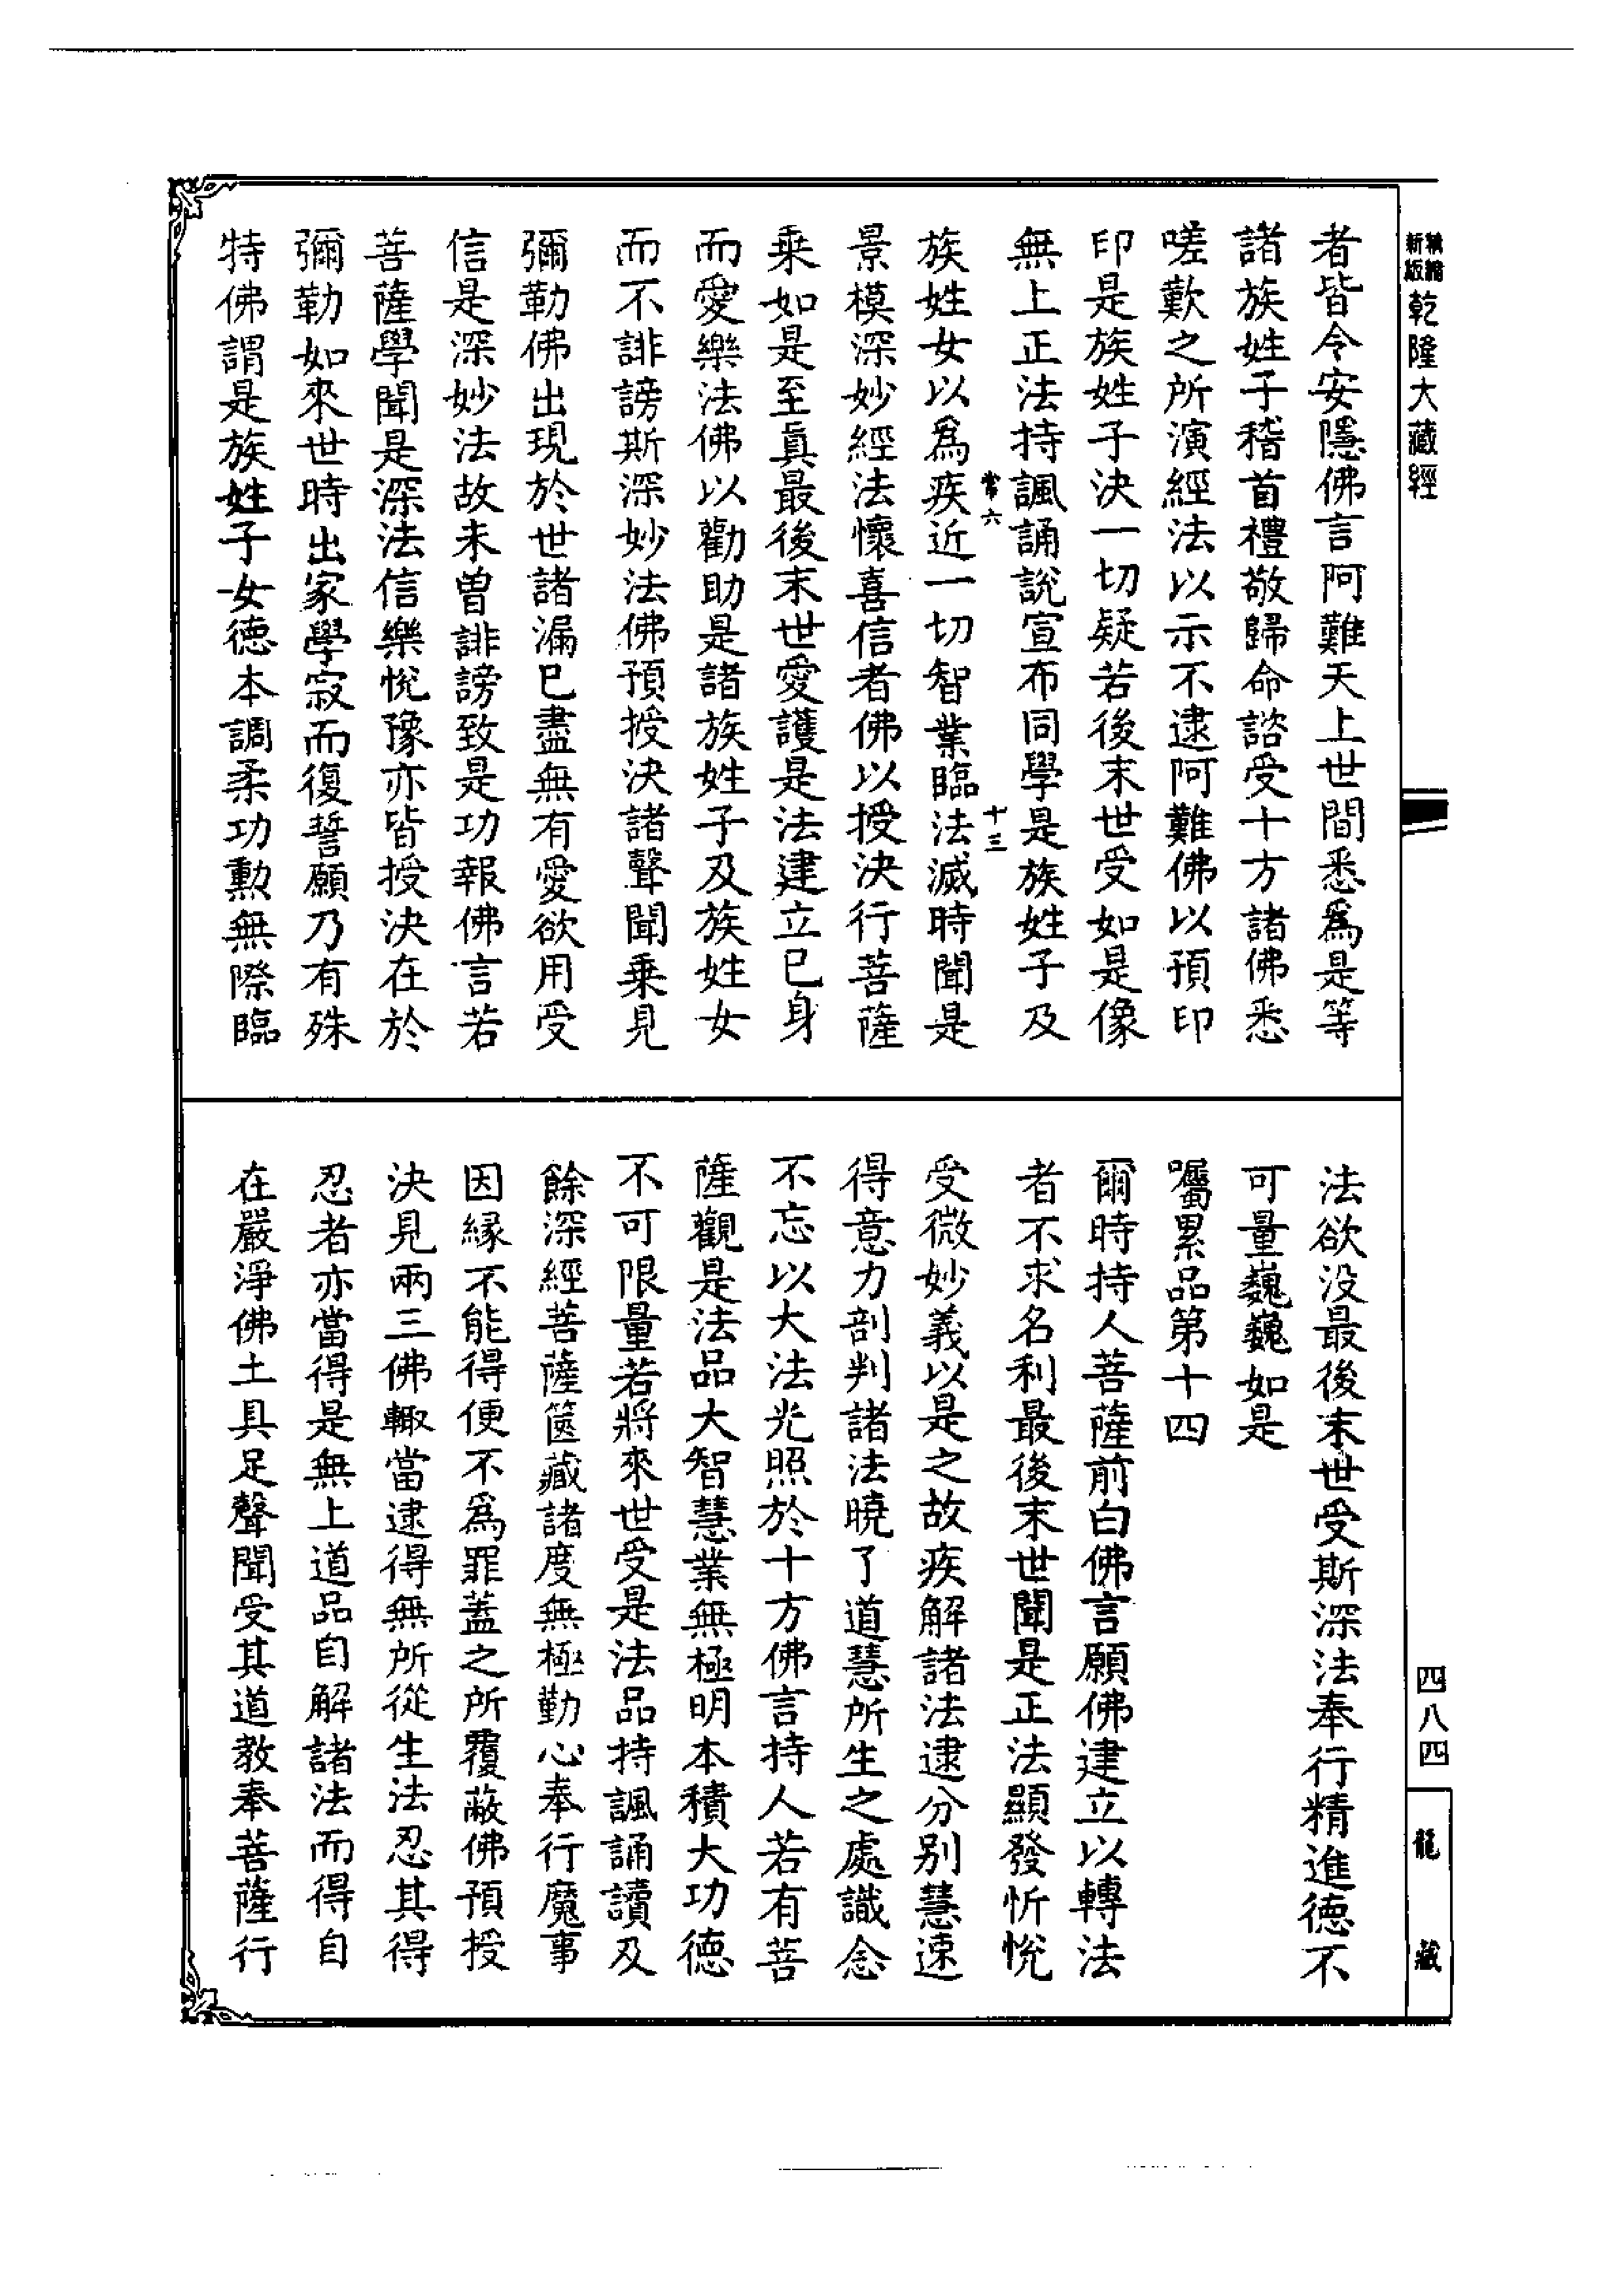 新版精縮乾隆大藏經
者皆令安隱佛言阿難天上世間悉爲是等
諸族姓子稽首禮敬歸命諮受十方諸佛悉
嗟歎之所演經法以示不逮阿難佛以預印
印是族姓子決一切疑若後末世受如是像
無上正法持諷誦說宣布同學是族姓子及
常六 十三
族姓女以爲疾近一切智業臨法滅時聞是
景模深妙經法懷喜信者佛以授決行菩薩
乘如是至眞最後末世愛護是法建立已身
而愛樂法佛以勸助是諸族姓子及族姓女
而不誹謗斯深妙法佛預授決諸聲聞乘見
彌勒佛出現於世諸漏已盡無有愛欲用受
信是深妙法故未曾誹謗致是功報佛言若
菩薩學聞是深法信樂悅豫亦皆授決在於
彌勒如來世時出家學寂而復誓願乃有殊
特佛謂是族姓子女德本調柔功勲無際臨
法欲没最後末世受斯深法奉行精進德不
可量巍巍如是
囑累品第十四
爾時持人菩薩前白佛言願佛建立以轉法
者不求名利最後末世聞是正法顯發忻悅
受微妙義以是之故疾解諸法逮分别慧速
得意力剖判諸法曉了道慧所生之處識念
不忘以大法光照於十方佛言持人若有菩
薩觀是法品大智慧業無極明本積大功德
不可限量若將來世受是法品持諷誦讀及
餘深經菩薩篋藏諸度無極勤心奉行魔事
因緣不能得便不爲罪蓋之所覆蔽佛預授
決見兩三佛輙當逮得無所從生法忍其得
忍者亦當得是無上道品自解諸法而得自
在嚴淨佛土具足聲聞受其道教奉菩薩行
四八四
龍藏